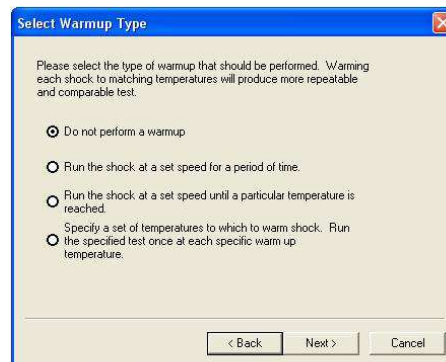 Select Warmup Type
Please select the type of warmup that should be performed. Warming
each shock to matching temperatures will produce more repeatable
and comparable test.
Do not perform a warmup
Run the shock at a set speed for a period of time.
Run the shock at a set speed until a particular temperature is
reached.
Specify a set of temperatures to which to warm shock. Run
the specified test once at each specific warm up
temperature.
< Back
Next >
Cancel